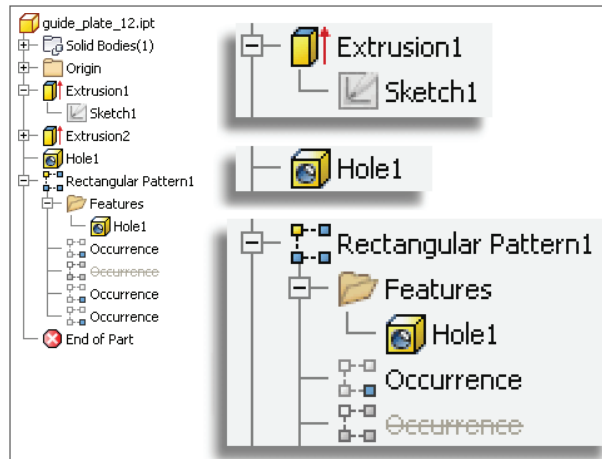 guide_plate_12.ipt
Solid Bodies(1)
Origin
Extrusion1
Sketch1
Extrusion2
Hole1
Rectangular Pattern1
Features
Hole1
Occurrence
Occurrence
Occurrence
Occurrence
End of Part
Extrusion1
Sketch1
Hole1
Rectangular Pattern1
Features
Hole1
Occurrence
Occurrence